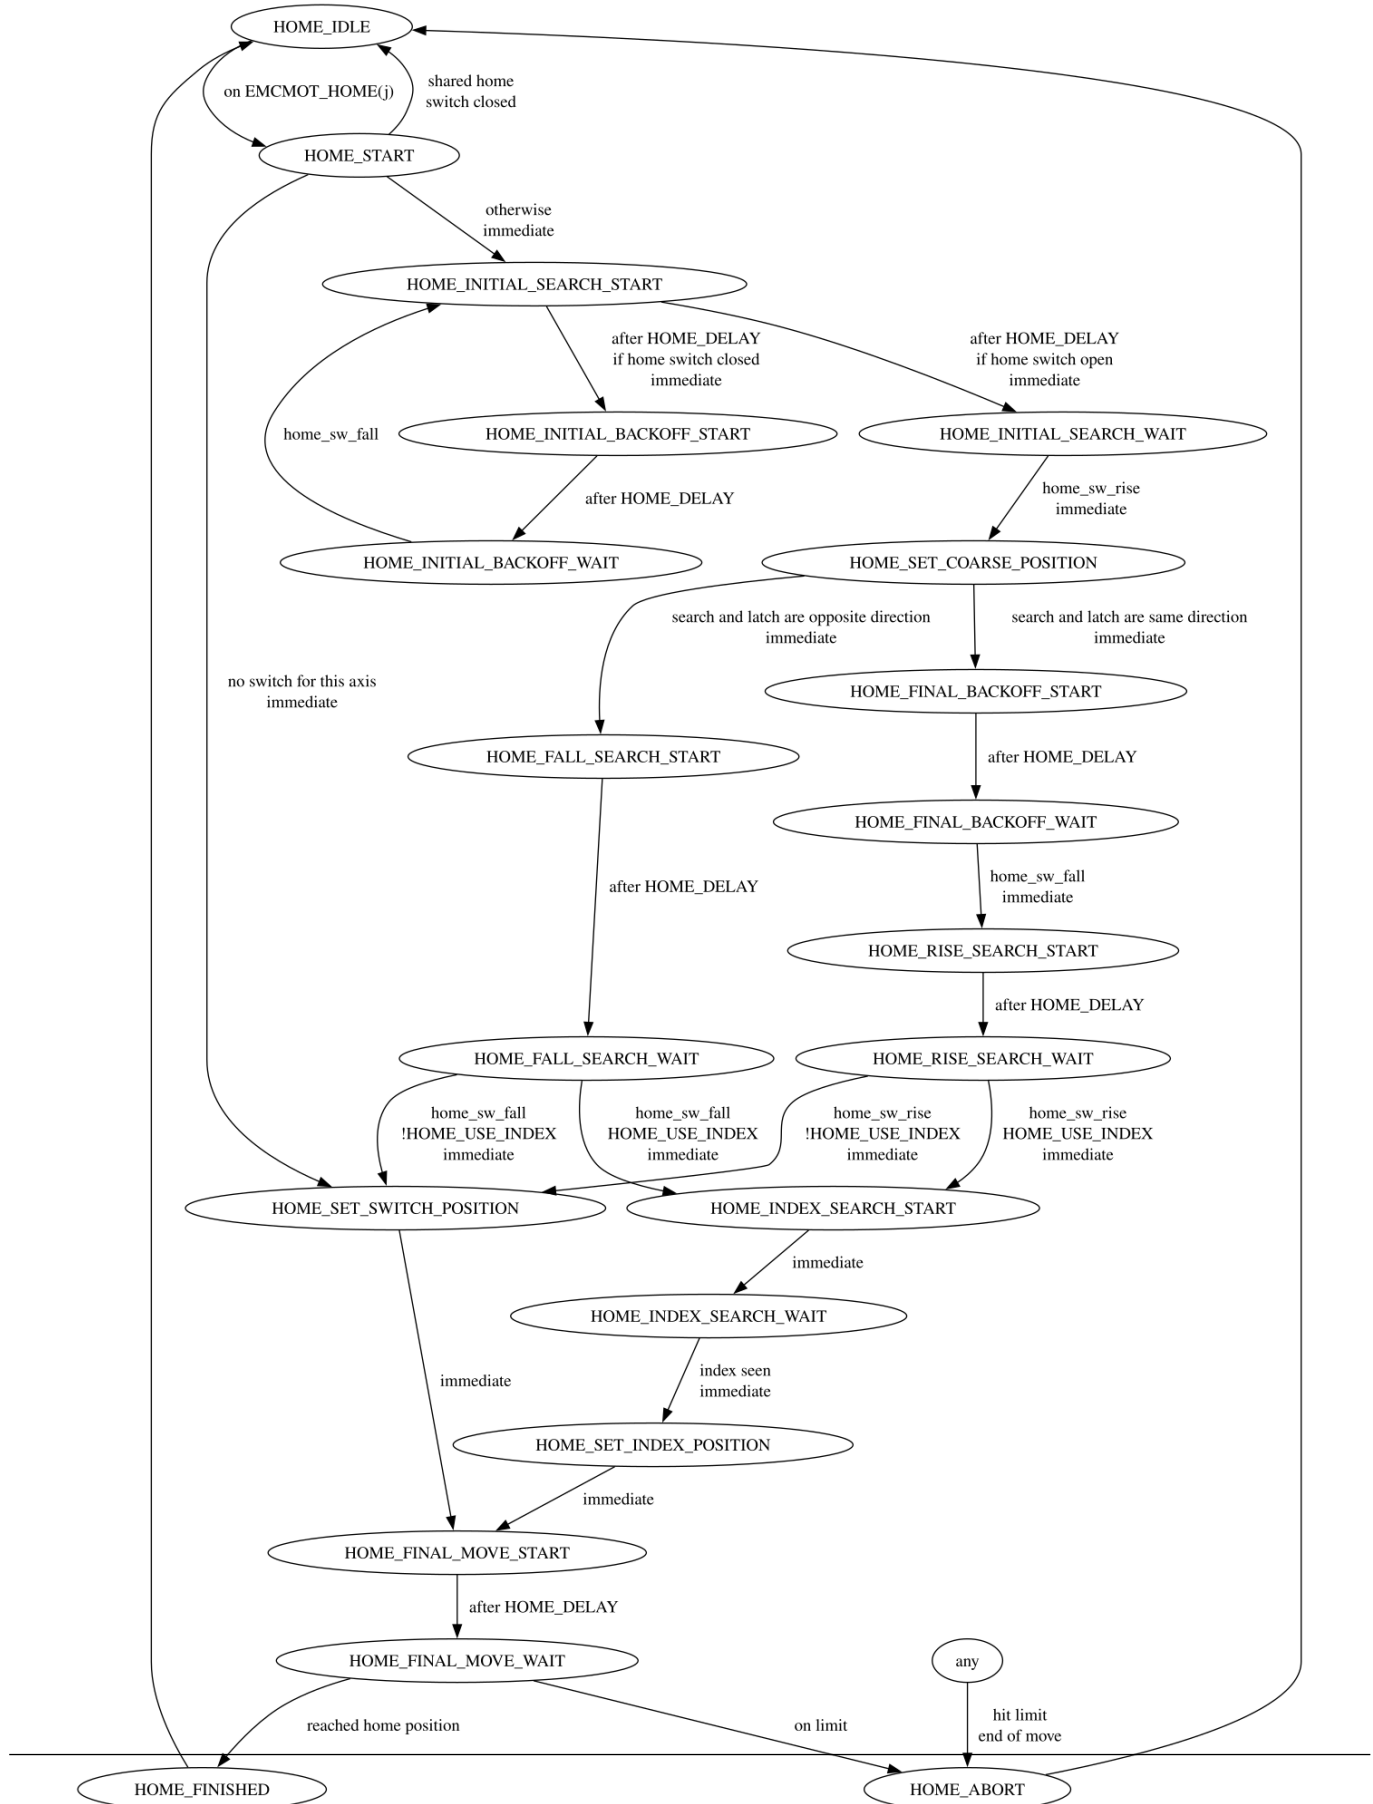 HOME_IDLE
on EMCMOT_HOME(j)
shared home
switch closed
HOME_START
otherwise
immediate
HOME_INITIAL_SEARCH_START
after HOME_DELAY
if home switch closed
immediate
after HOME_DELAY
if home switch open
immediate
home_sw_fall
HOME_INITIAL_BACKOFF_START
HOME_INITIAL_SEARCH_WAIT
after HOME_DELAY
home_sw_rise
immediate
HOME_INITIAL_BACKOFF_WAIT
HOME_SET_COARSE_POSITION
search and latch are opposite direction
immediate
search and latch are same direction
immediate
no switch for this axis
immediate
HOME_FINAL_BACKOFF_START
HOME_FALL_SEARCH_START
after HOME_DELAY
HOME_FINAL_BACKOFF_WAIT
after HOME_DELAY
home_sw_fall
immediate
HOME_RISE_SEARCH_START
after HOME_DELAY
HOME_FALL_SEARCH_WAIT
HOME_RISE_SEARCH_WAIT
home_sw_fall
!HOME_USE_INDEX
immediate
home_sw_fall
HOME_USE_INDEX
immediate
home_sw_rise
!HOME_USE_INDEX
immediate
home_sw_rise
HOME_USE_INDEX
immediate
HOME_SET_SWITCH_POSITION
HOME_INDEX_SEARCH_START
immediate
HOME_INDEX_SEARCH_WAIT
immediate
index seen
immediate
HOME_SET_INDEX_POSITION
immediate
HOME_FINAL_MOVE_START
after HOME_DELAY
HOME_FINAL_MOVE_WAIT
any
reached home position
on limit
hit limit
end of move
HOME_FINISHED
HOME_ABORT